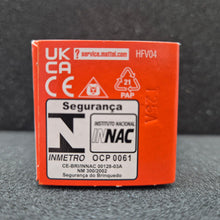 UK
CA
? service.mattel.com
HFV04
21
PAP
Segurança
N
INMETRO
INSTITUTO NACIONAL
INNAC
OCP 0061
CE-BRI/INNAC 00128-03A
NM 300/2002
Segurança do Brinquedo